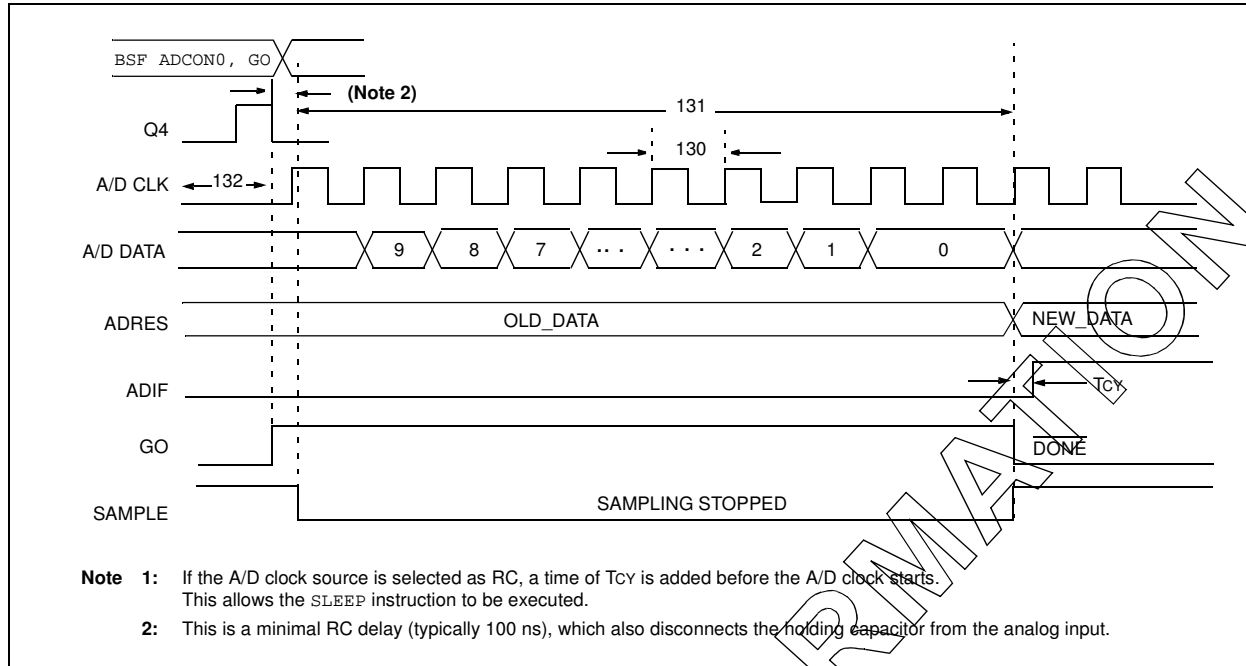 BSF ADCON0, GO
(Note 2)
131
Q4
130
A/D CLK
132
A/D DATA
9 8 7 . . . . . . 2 1 0
ADRES
OLD_DATA
NEW_DATA
ADIF
TCY
GO
DONE
SAMPLE
SAMPLING STOPPED
Note 1: If the A/D clock source is selected as RC, a time of TCY is added before the A/D clock starts.
This allows the SLEEP instruction to be executed.
2: This is a minimal RC delay (typically 100 ns), which also disconnects the holding capacitor from the analog input.
RMATION